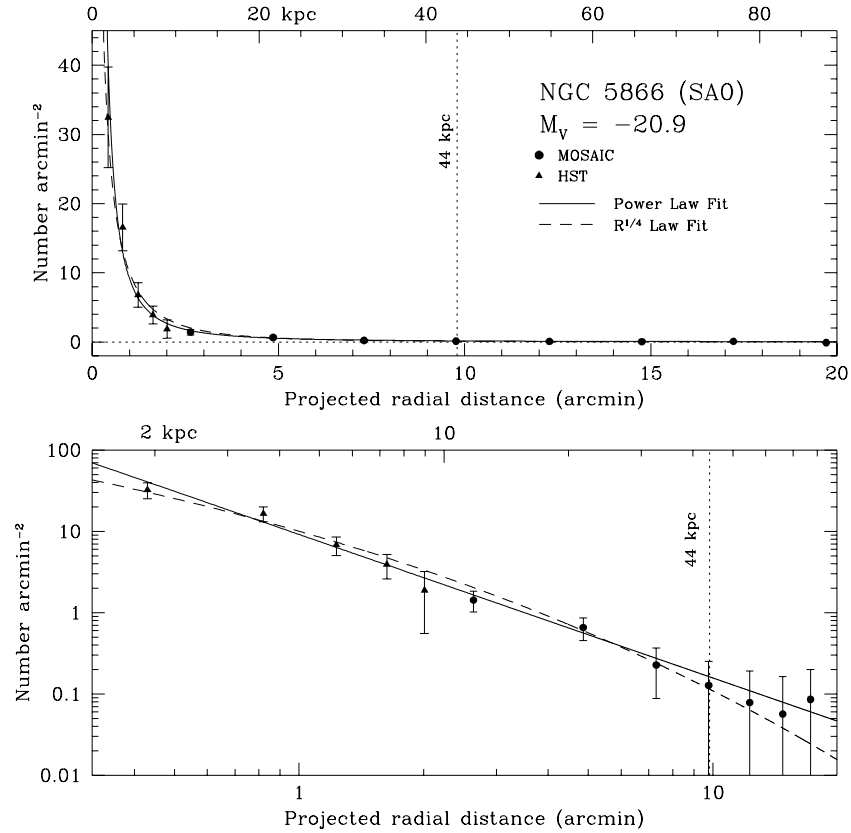 0 20 kpc 40 60 80
40
30
20
10
0
Number arcmin⁻²
44 kpc
NGC 5866 (SA0)
M_V = −20.9
MOSAIC
HST
Power Law Fit
R^1/4 Law Fit
0 5 10 15 20
Projected radial distance (arcmin)
2 kpc 10
100
10
1
0.1
0.01
Number arcmin⁻²
44 kpc
1 10
Projected radial distance (arcmin)